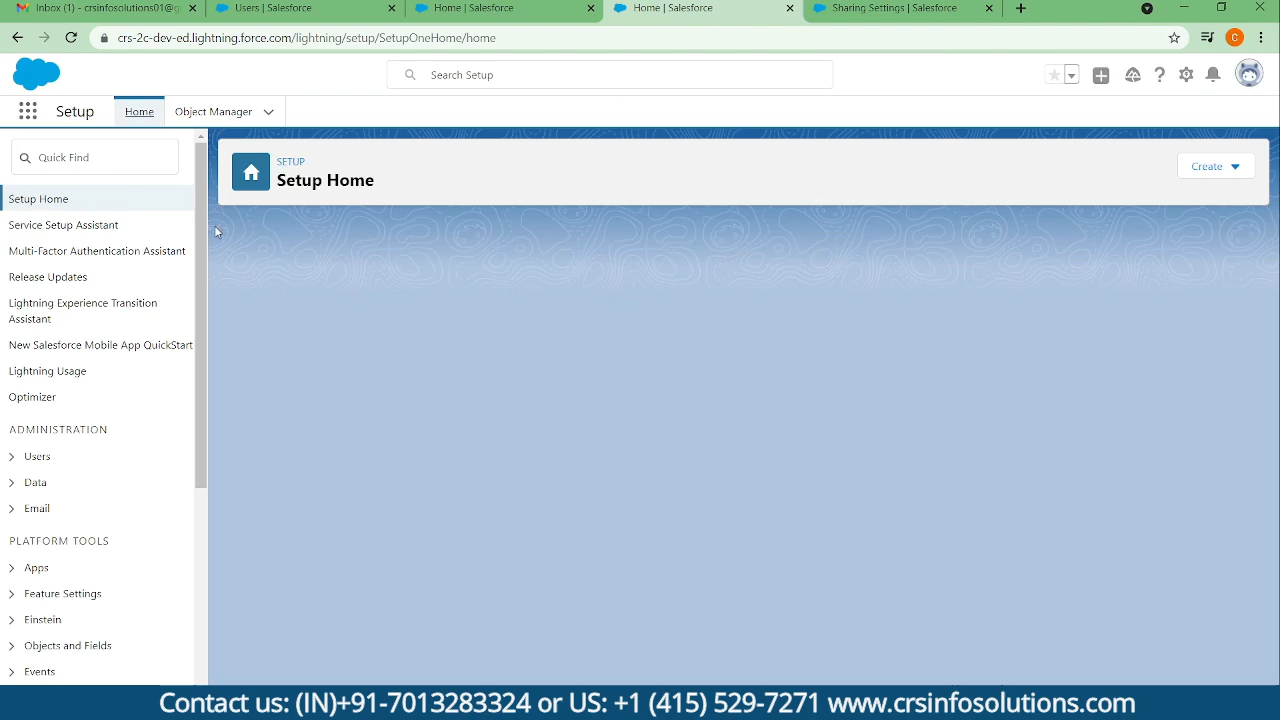 Inbox (1) - crsinfosolutions01@g
Users | Salesforce
Home | Salesforce
Home | Salesforce
Sharing Settings | Salesforce
crs-2c-dev-ed.lightning.force.com/lightning/setup/SetupOneHome/home
C
Search Setup
Setup
Home
Object Manager
Quick Find
SETUP
Setup Home
Create
Setup Home
Service Setup Assistant
Multi-Factor Authentication Assistant
Release Updates
Lightning Experience Transition
Assistant
New Salesforce Mobile App QuickStart
Lightning Usage
Optimizer
ADMINISTRATION
Users
Data
Email
PLATFORM TOOLS
Apps
Feature Settings
Einstein
Objects and Fields
Events
Contact us: (IN)+91-7013283324 or US: +1 (415) 529-7271 www.crsinfosolutions.com